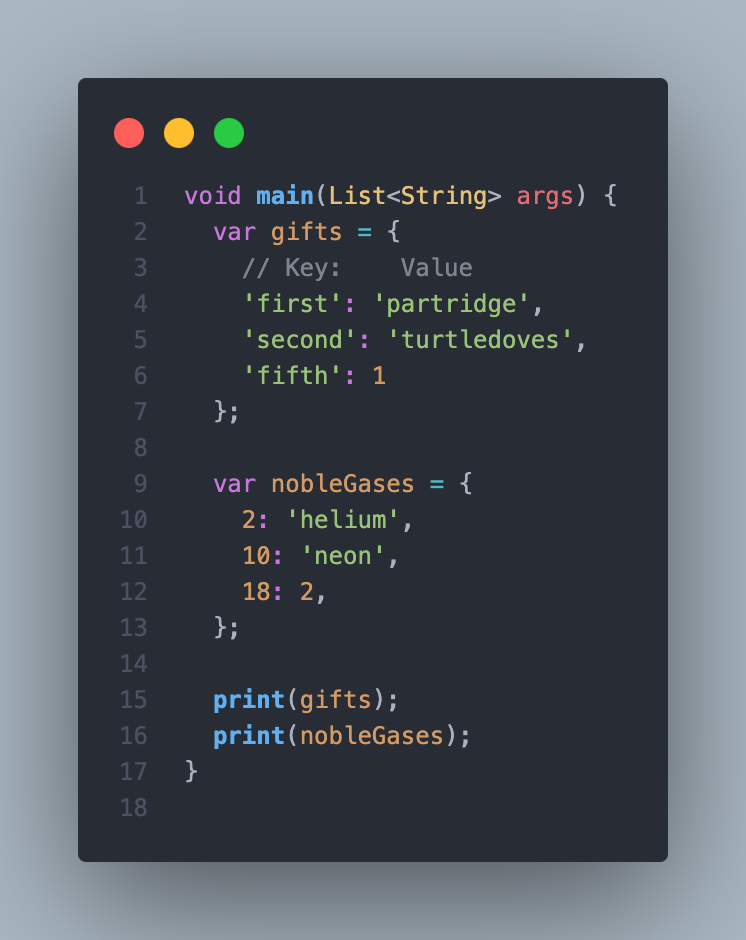 1 void main(List<String> args) {
2   var gifts = {
3     // Key:    Value
4     'first': 'partridge',
5     'second': 'turtledoves',
6     'fifth': 1
7   };
8
9   var nobleGases = {
10     2: 'helium',
11     10: 'neon',
12     18: 2,
13   };
14
15   print(gifts);
16   print(nobleGases);
17 }
18